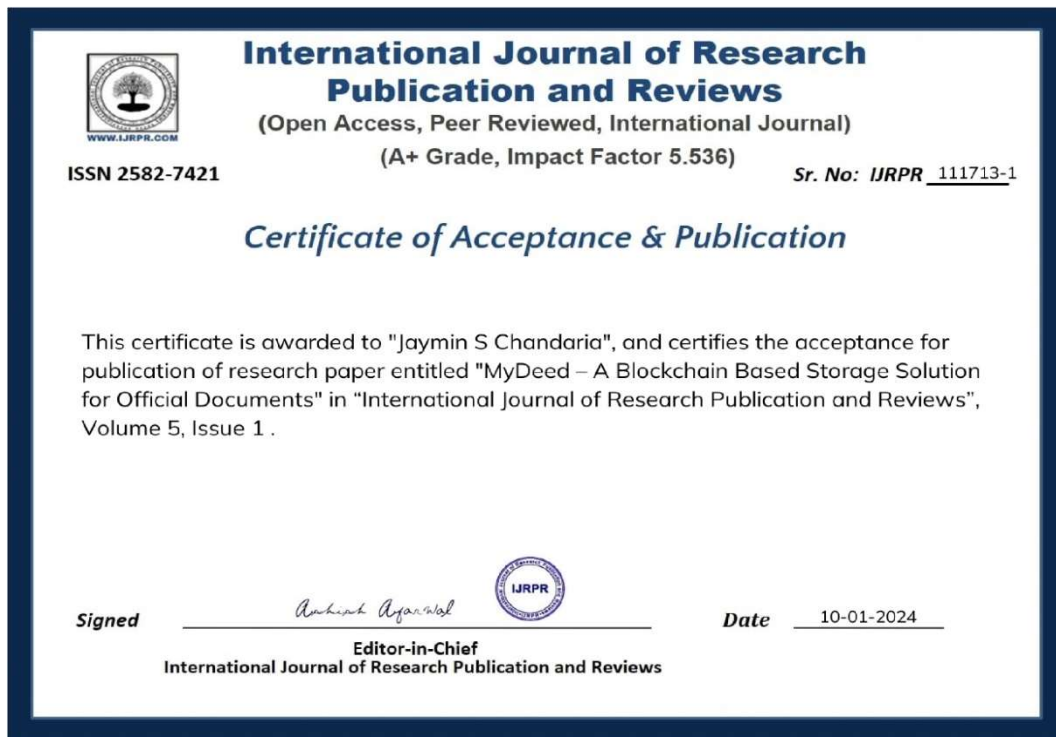 International Journal of Research
Publication and Reviews
(Open Access, Peer Reviewed, International Journal)
(A+ Grade, Impact Factor 5.536)
WWW.IJRPR.COM
ISSN 2582-7421
Sr. No: IJRPR 111713-1
Certificate of Acceptance & Publication
This certificate is awarded to "Jaymin S Chandaria", and certifies the acceptance for
publication of research paper entitled "MyDeed – A Blockchain Based Storage Solution
for Official Documents" in “International Journal of Research Publication and Reviews”,
Volume 5, Issue 1 .
IJRPR
Signed
Agarwal
Date 10-01-2024
Editor-in-Chief
International Journal of Research Publication and Reviews